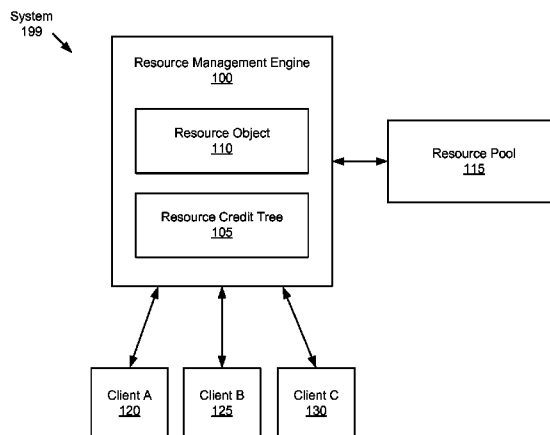 System
199
Resource Management Engine
100
Resource Object
110
Resource Credit Tree
105
Resource Pool
115
Client A
120
Client B
125
Client C
130